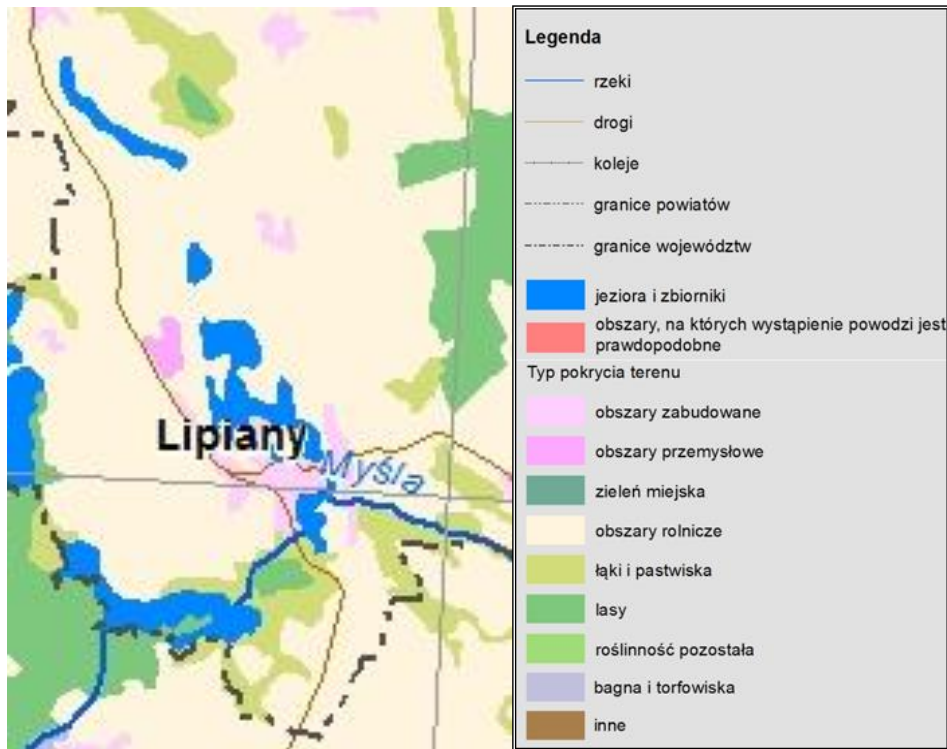 Lipiany
Myśla
Legenda
rzeki
drogi
koleje
granice powiatów
granice województw
jeziora i zbiorniki
obszary, na których wystąpienie powodzi jest
prawdopodobne
Typ pokrycia terenu
obszary zabudowane
obszary przemysłowe
zieleń miejska
obszary rolnicze
łąki i pastwiska
lasy
roślinność pozostała
bagna i torfowiska
inne